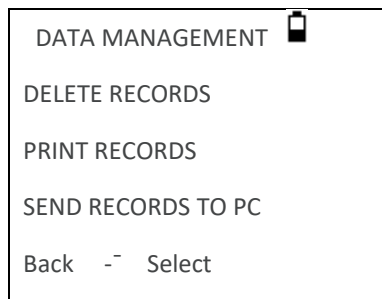 DATA MANAGEMENT
DELETE RECORDS
PRINT RECORDS
SEND RECORDS TO PC
Back -¯ Select